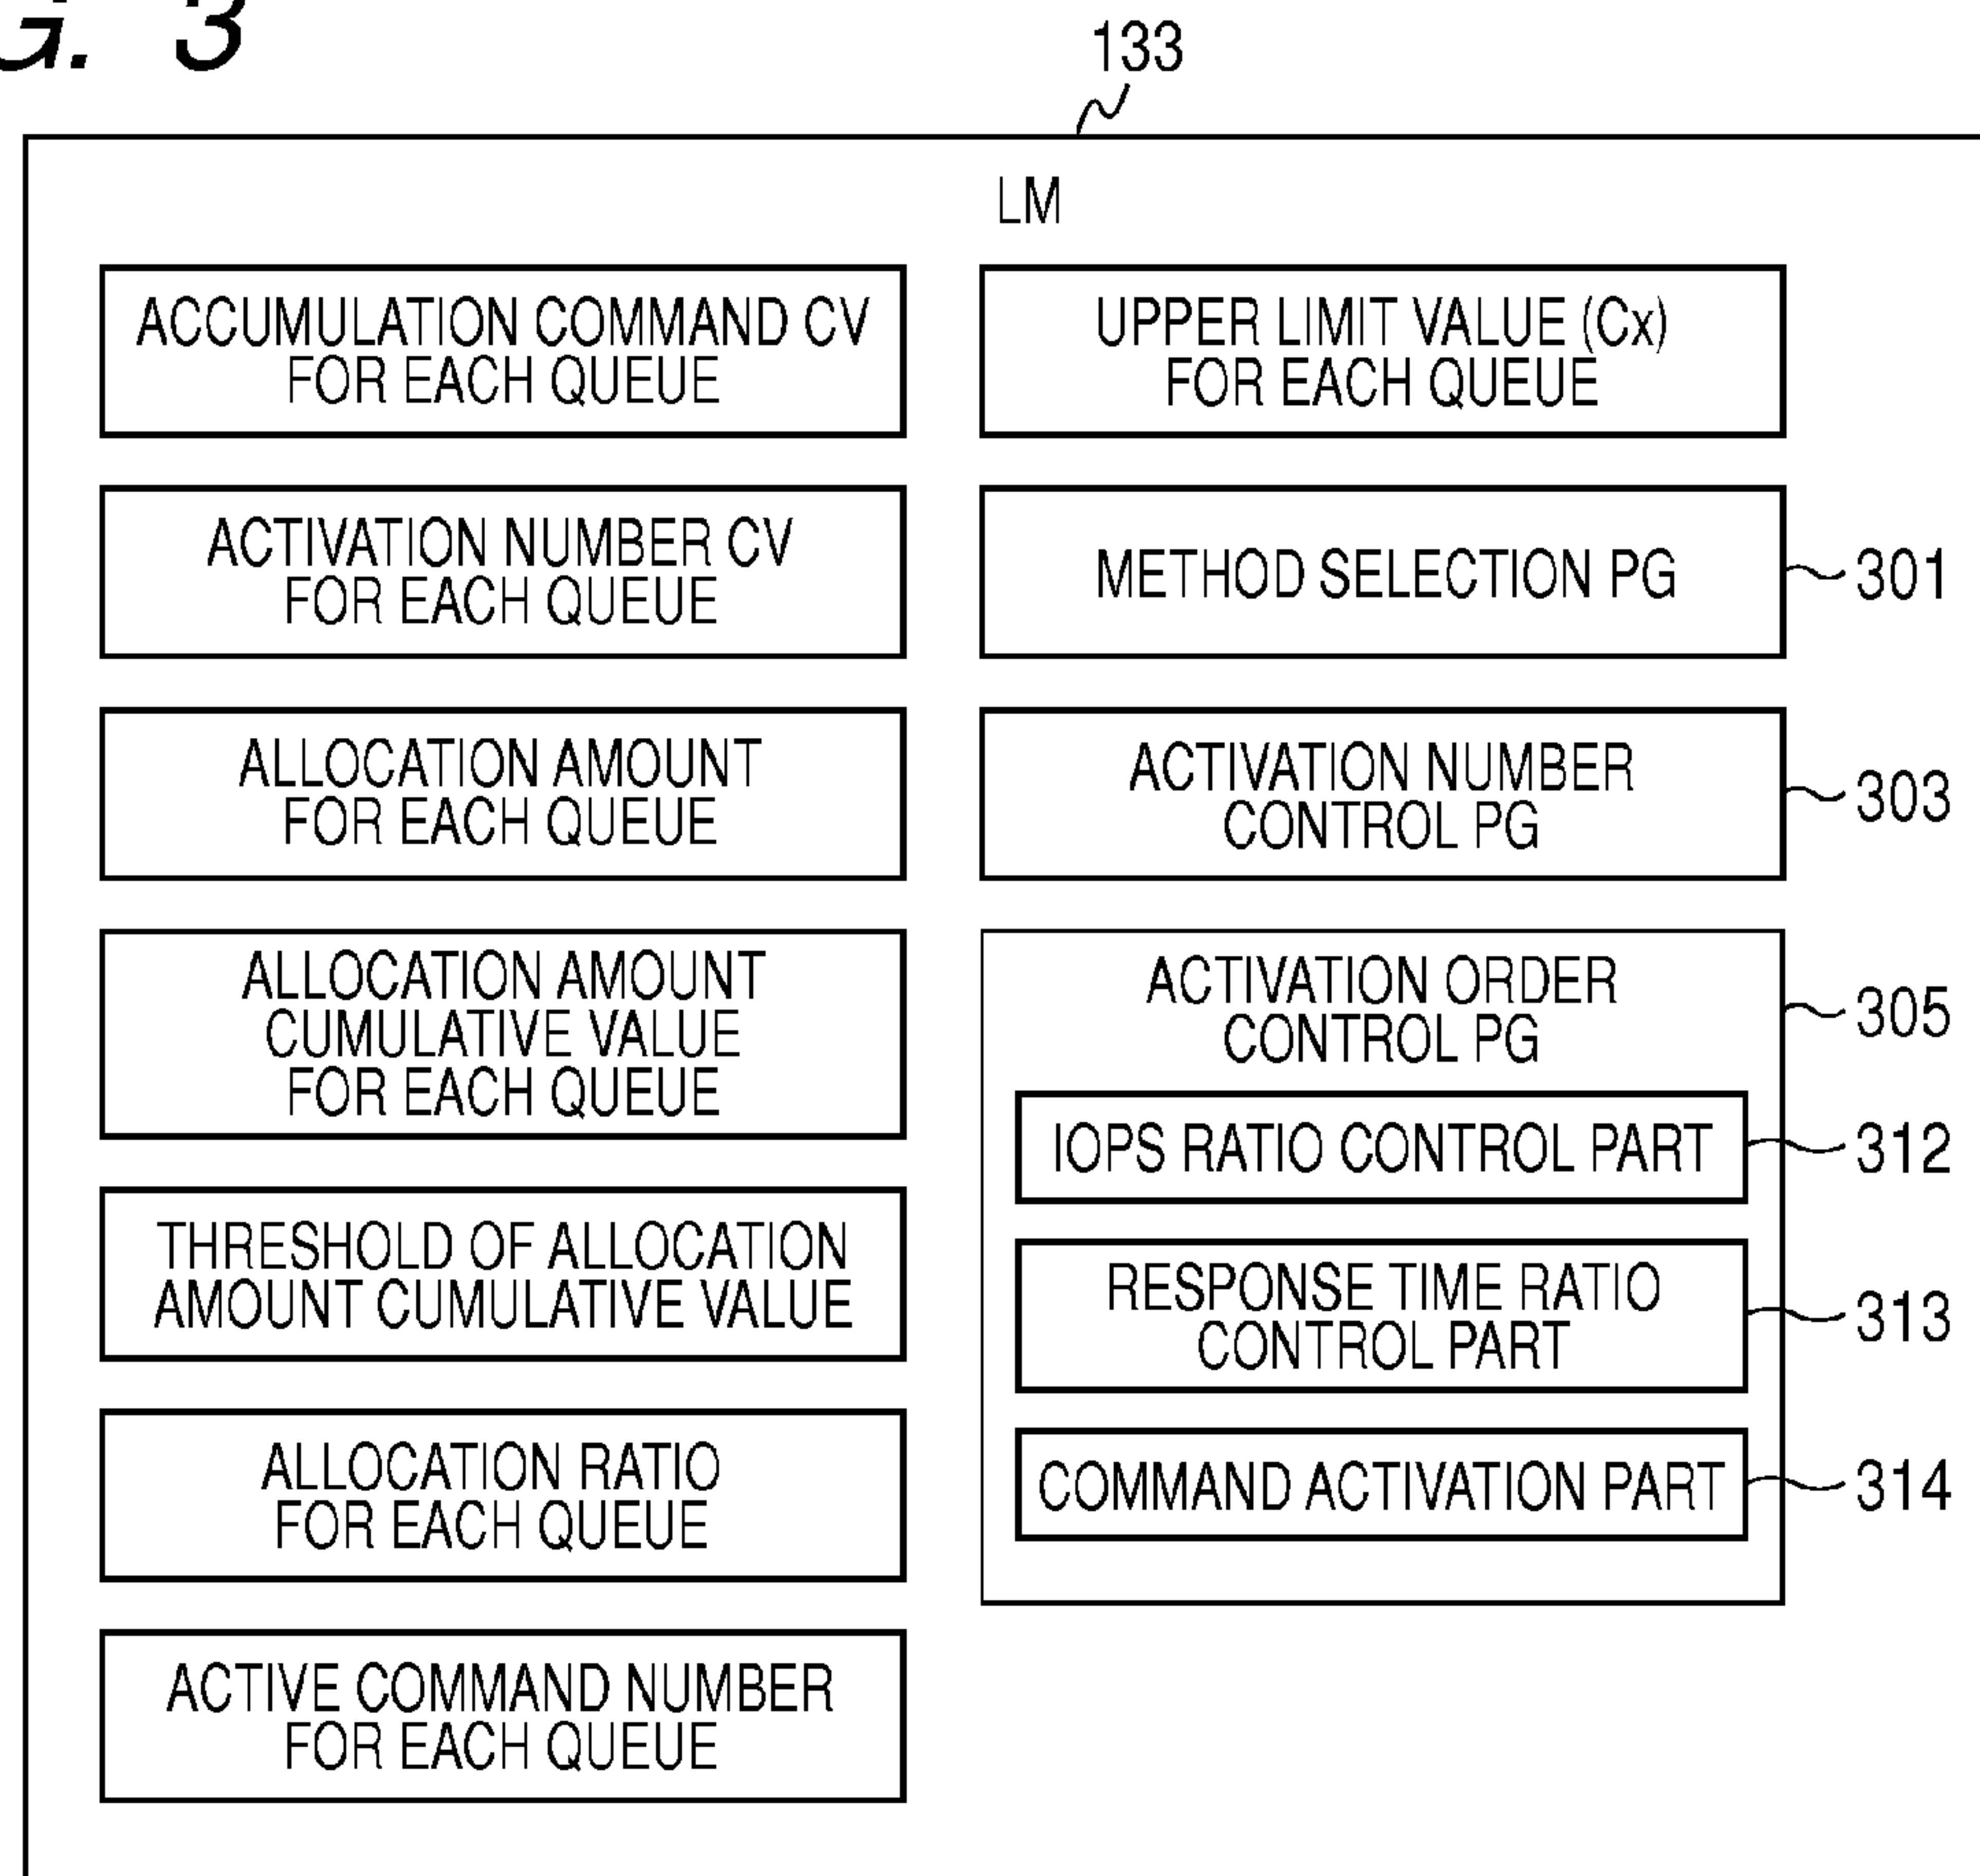 G. 3
133
LM
ACCUMULATION COMMAND CV
FOR EACH QUEUE
ACTIVATION NUMBER CV
FOR EACH QUEUE
ALLOCATION AMOUNT
FOR EACH QUEUE
ALLOCATION AMOUNT
CUMULATIVE VALUE
FOR EACH QUEUE
THRESHOLD OF ALLOCATION
AMOUNT CUMULATIVE VALUE
ALLOCATION RATIO
FOR EACH QUEUE
ACTIVE COMMAND NUMBER
FOR EACH QUEUE
UPPER LIMIT VALUE (Cx)
FOR EACH QUEUE
METHOD SELECTION PG
301
ACTIVATION NUMBER
CONTROL PG
303
ACTIVATION ORDER
CONTROL PG
305
IOPS RATIO CONTROL PART
312
RESPONSE TIME RATIO
CONTROL PART
313
COMMAND ACTIVATION PART
314